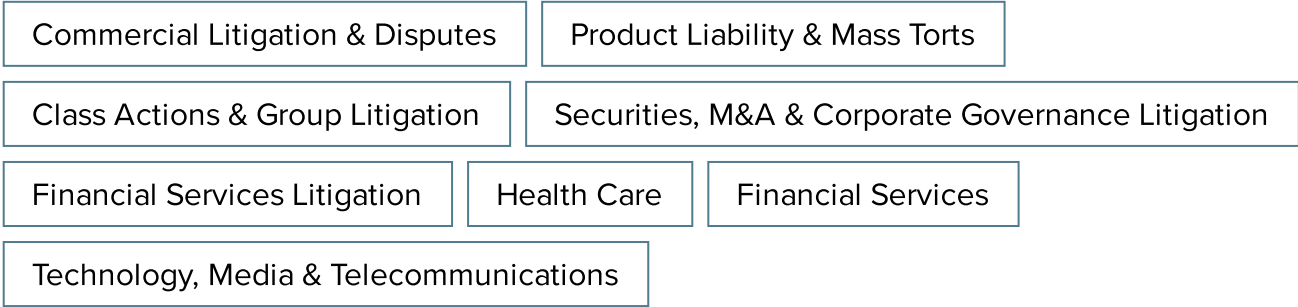 Commercial Litigation & Disputes
Product Liability & Mass Torts
Class Actions & Group Litigation
Securities, M&A & Corporate Governance Litigation
Financial Services Litigation
Health Care
Financial Services
Technology, Media & Telecommunications